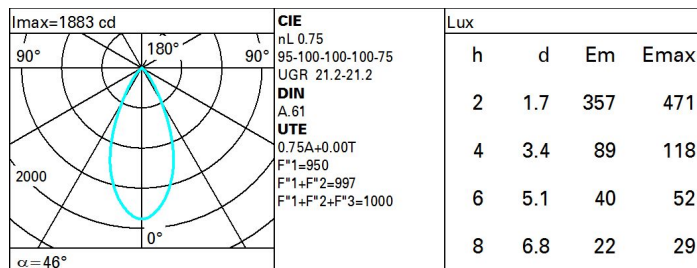 Imax=1883 cd
90°
180°
90°
2000
0°
α=46°
CIE
nL 0.75
95-100-100-100-75
UGR 21.2-21.2
DIN
A.61
UTE
0.75A+0.00T
F"1=950
F"1+F"2=997
F"1+F"2+F"3=1000
Lux
h d Em Emax
2 1.7 357 471
4 3.4 89 118
6 5.1 40 52
8 6.8 22 29